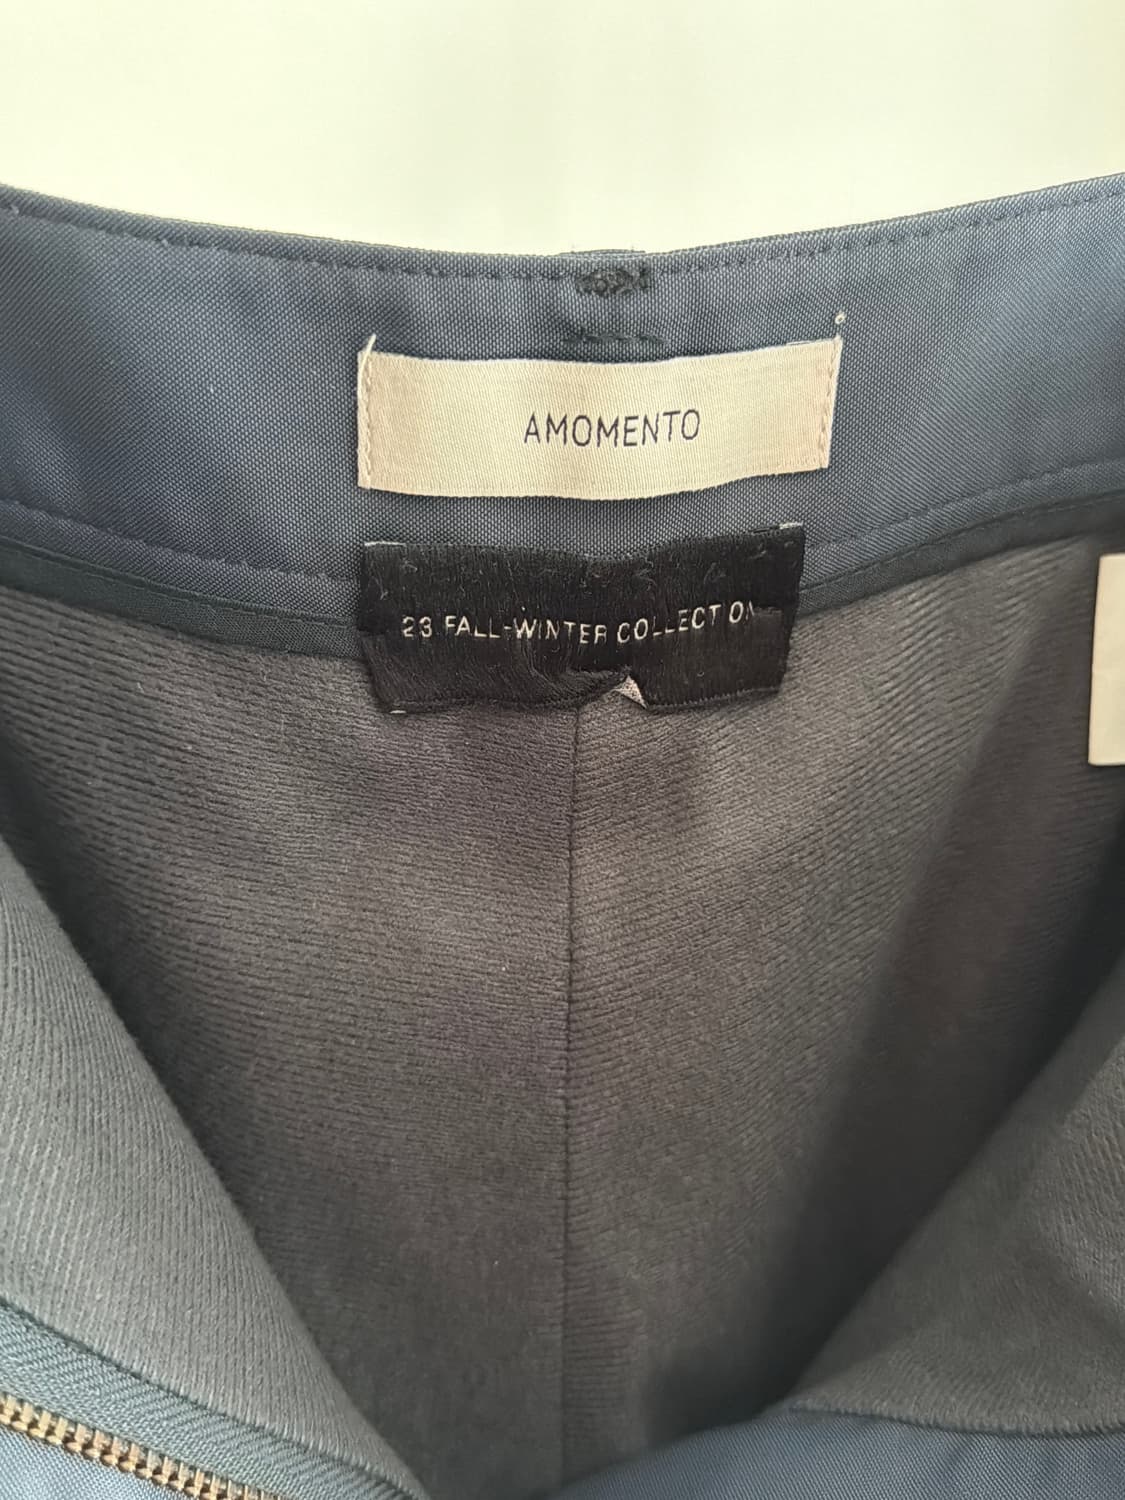 AMOMENTO
23 FALL-WINTER COLLECTION